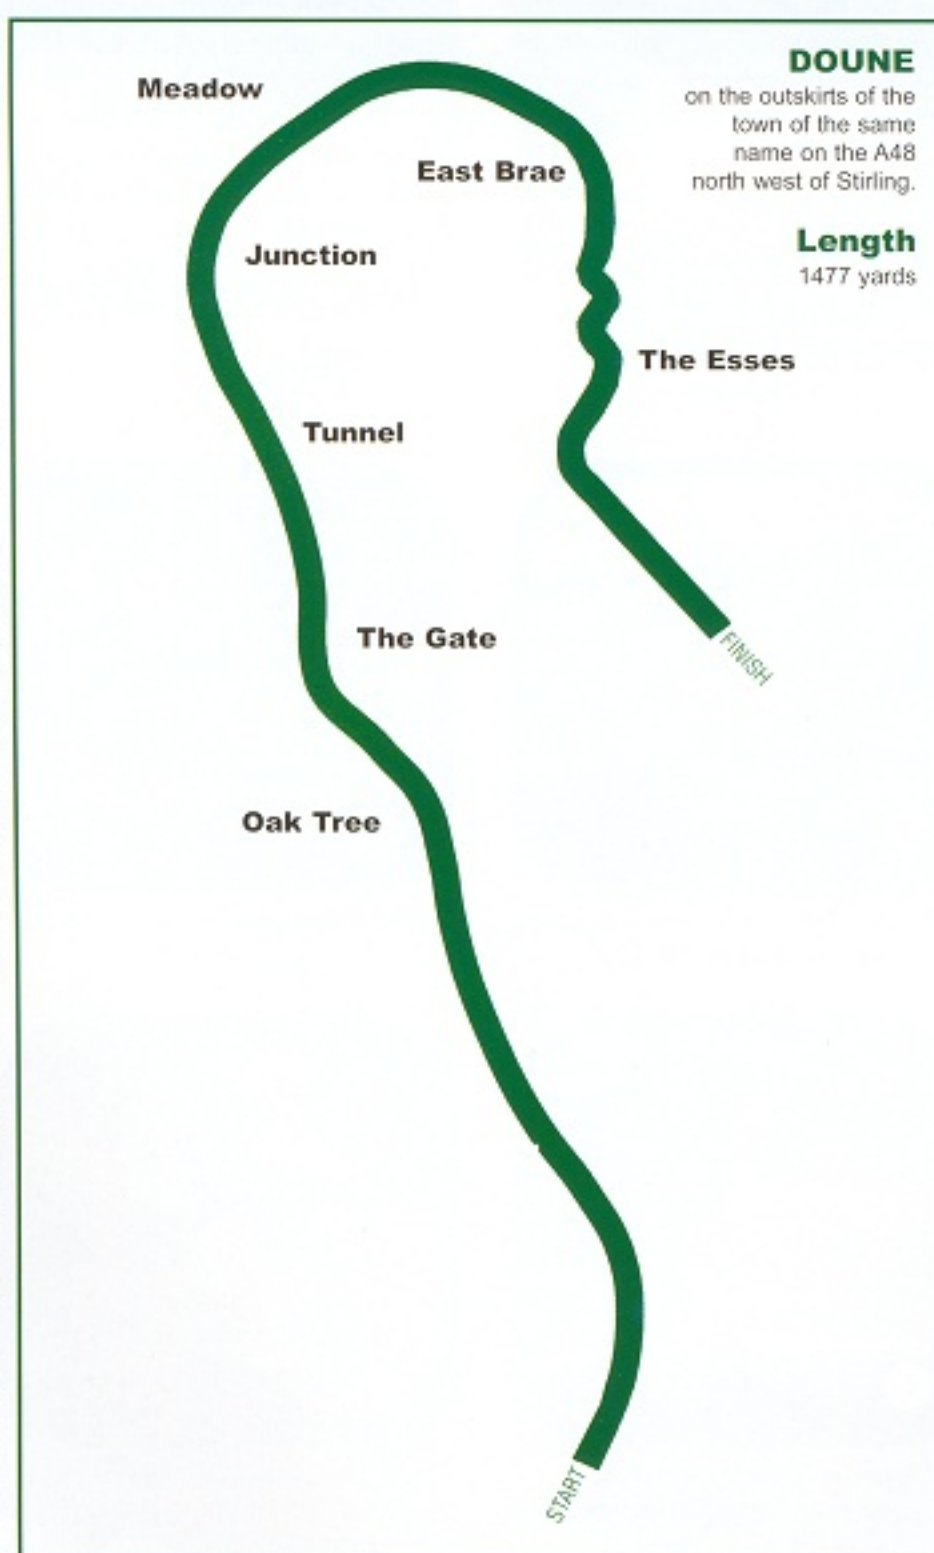 DOUNE
on the outskirts of the
town of the same
name on the A48
north west of Stirling.
Length
1477 yards
Meadow
East Brae
Junction
The Esses
Tunnel
The Gate
FINISH
Oak Tree
START